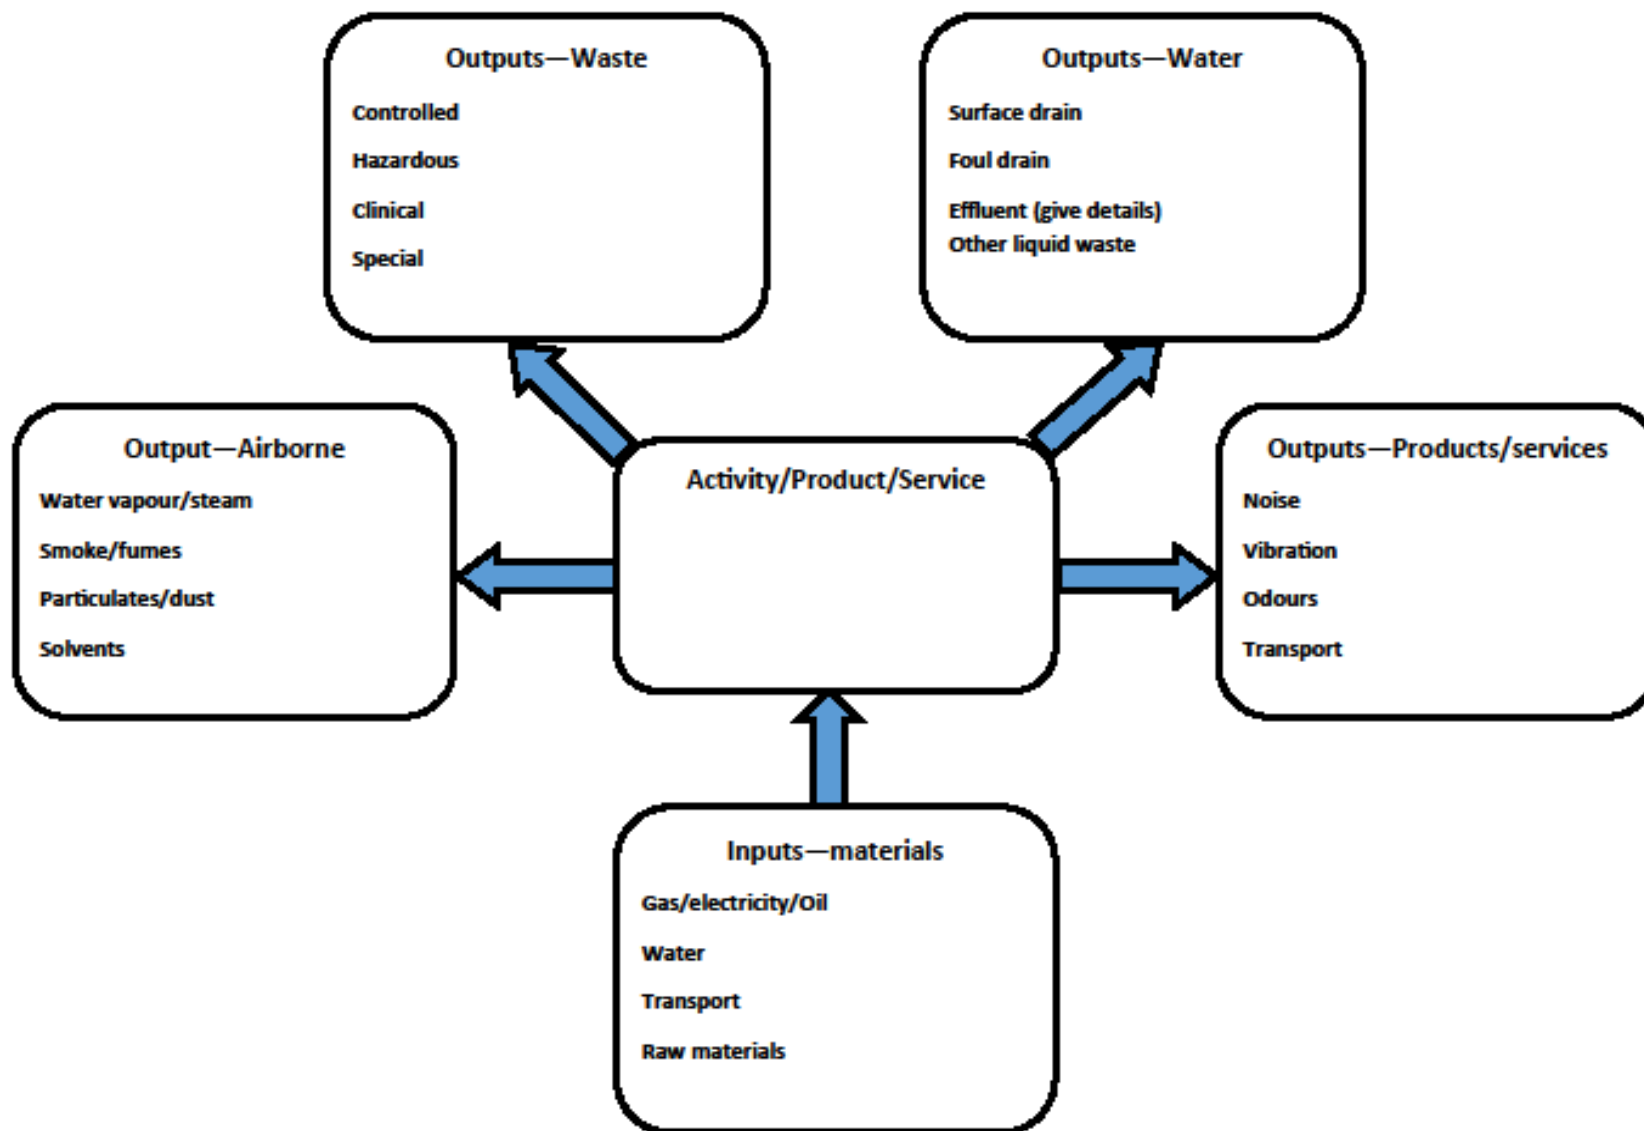 Outputs—Waste
Controlled
Hazardous
Clinical
Special
Outputs—Water
Surface drain
Foul drain
Effluent (give details)
Other liquid waste
Output—Airborne
Water vapour/steam
Smoke/fumes
Particulates/dust
Solvents
Activity/Product/Service
Outputs—Products/services
Noise
Vibration
Odours
Transport
Inputs—materials
Gas/electricity/Oil
Water
Transport
Raw materials